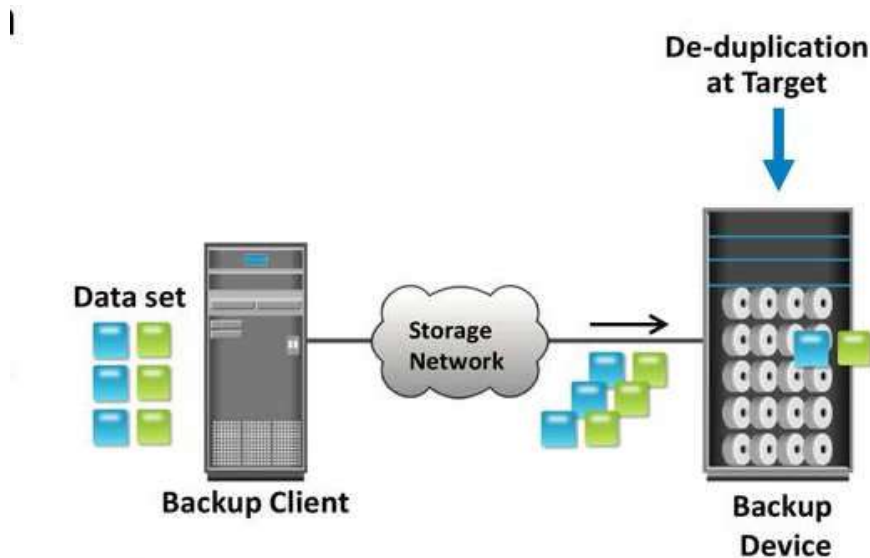 De-duplication
at Target
Data set
Storage
Network
Backup Client
Backup
Device